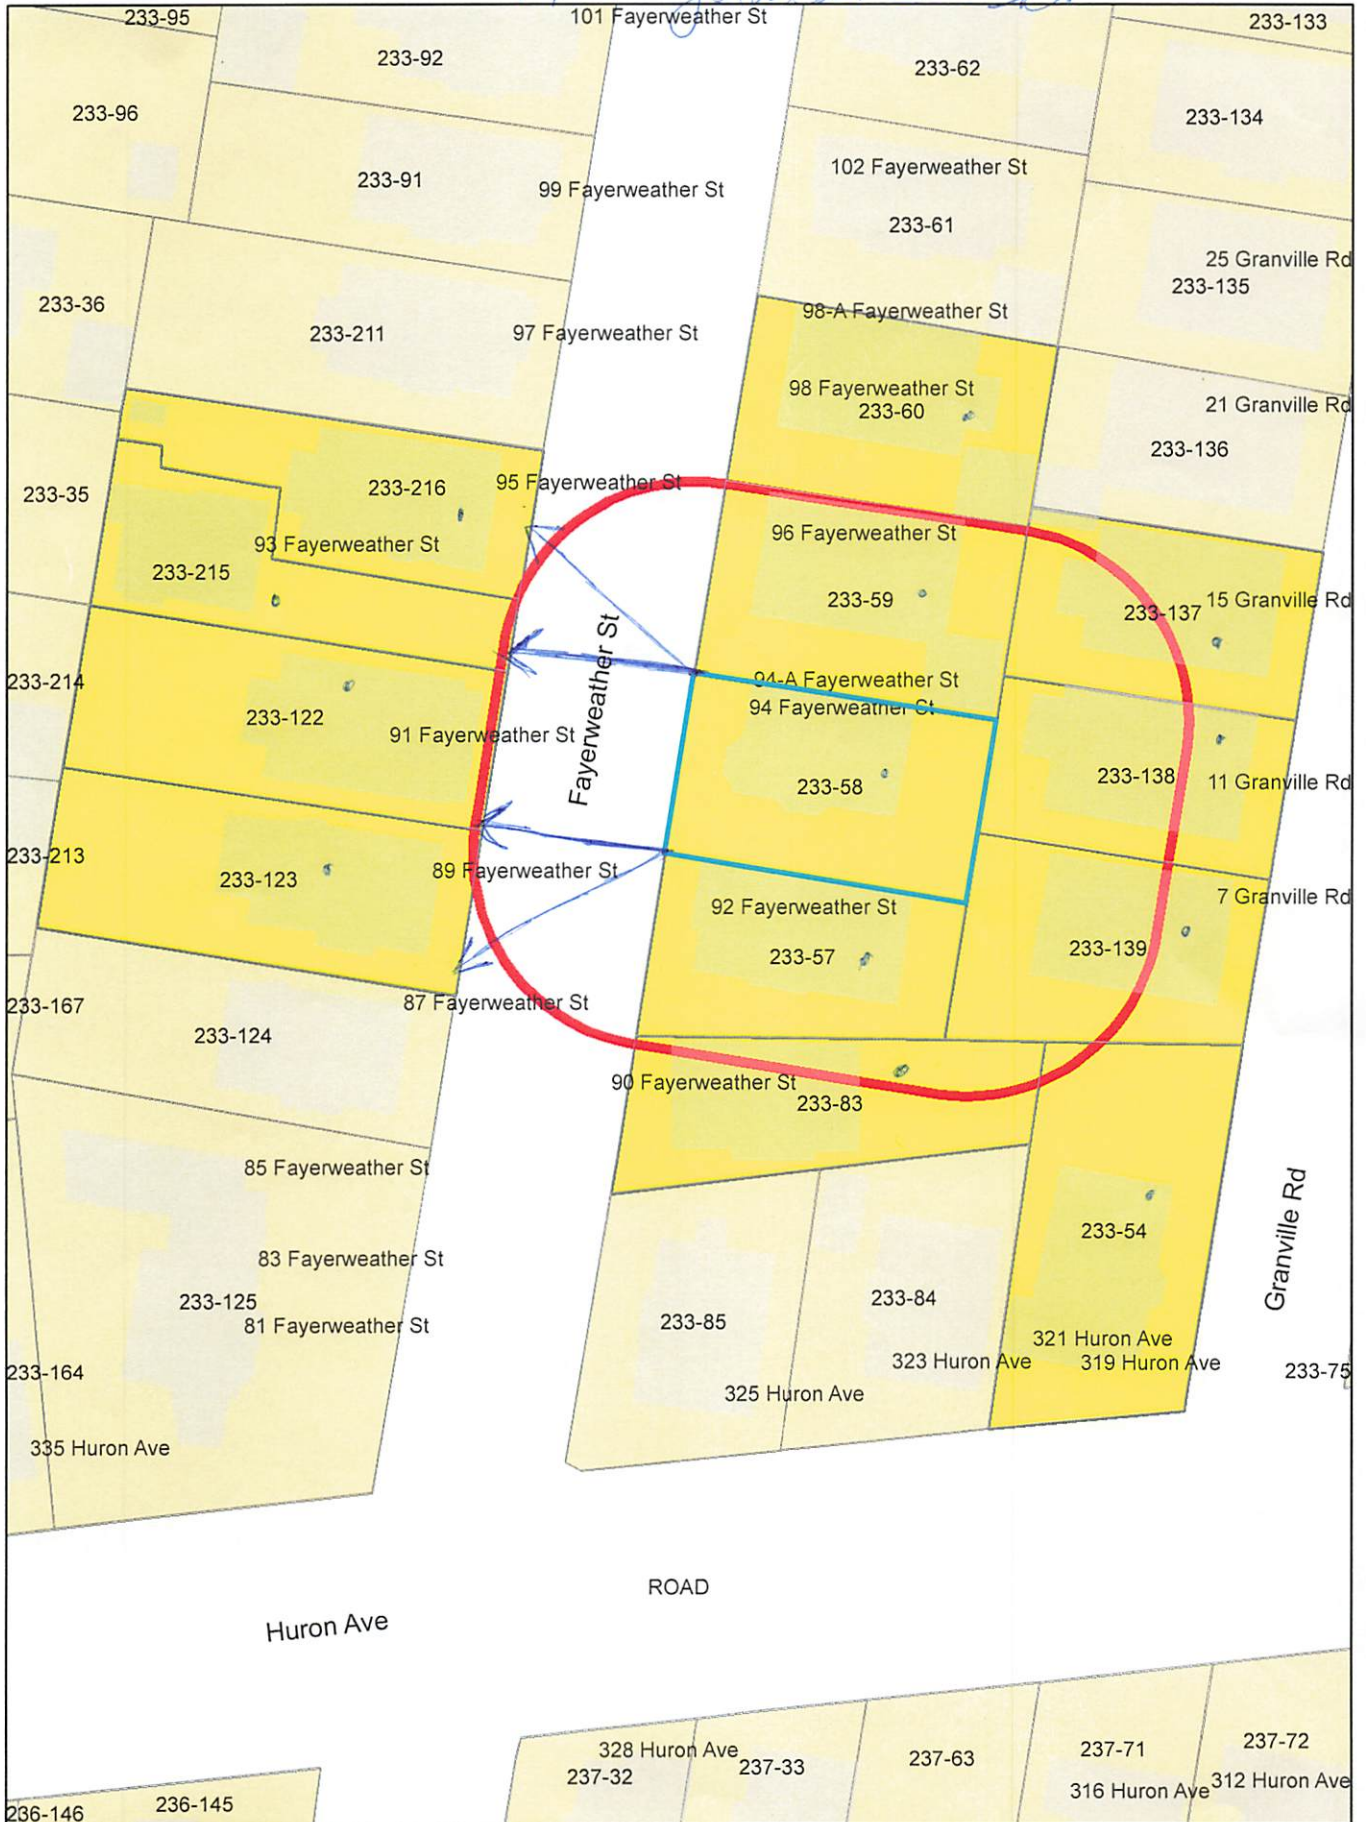 101 Fayerweather St
233-95
233-133
233-92
233-62
233-96
233-134
102 Fayerweather St
233-91
99 Fayerweather St
233-61
25 Granville Rd
233-135
233-36
98-A Fayerweather St
233-211
97 Fayerweather St
98 Fayerweather St
233-60
21 Granville Rd
233-136
233-35
233-216
95 Fayerweather St
96 Fayerweather St
93 Fayerweather St
233-215
233-59
233-137
15 Granville Rd
Fayerweather St
233-214
94-A Fayerweather St
94 Fayerweather St
233-122
91 Fayerweather St
233-58
233-138
11 Granville Rd
233-213
233-123
89 Fayerweather St
92 Fayerweather St
7 Granville Rd
233-57
233-139
233-167
87 Fayerweather St
233-124
90 Fayerweather St
233-83
85 Fayerweather St
233-54
Granville Rd
83 Fayerweather St
233-125
81 Fayerweather St
233-85
233-84
321 Huron Ave
323 Huron Ave
319 Huron Ave
233-75
233-164
325 Huron Ave
335 Huron Ave
ROAD
Huron Ave
328 Huron Ave
237-32
237-33
237-63
237-71
237-72
316 Huron Ave
312 Huron Ave
236-146
236-145